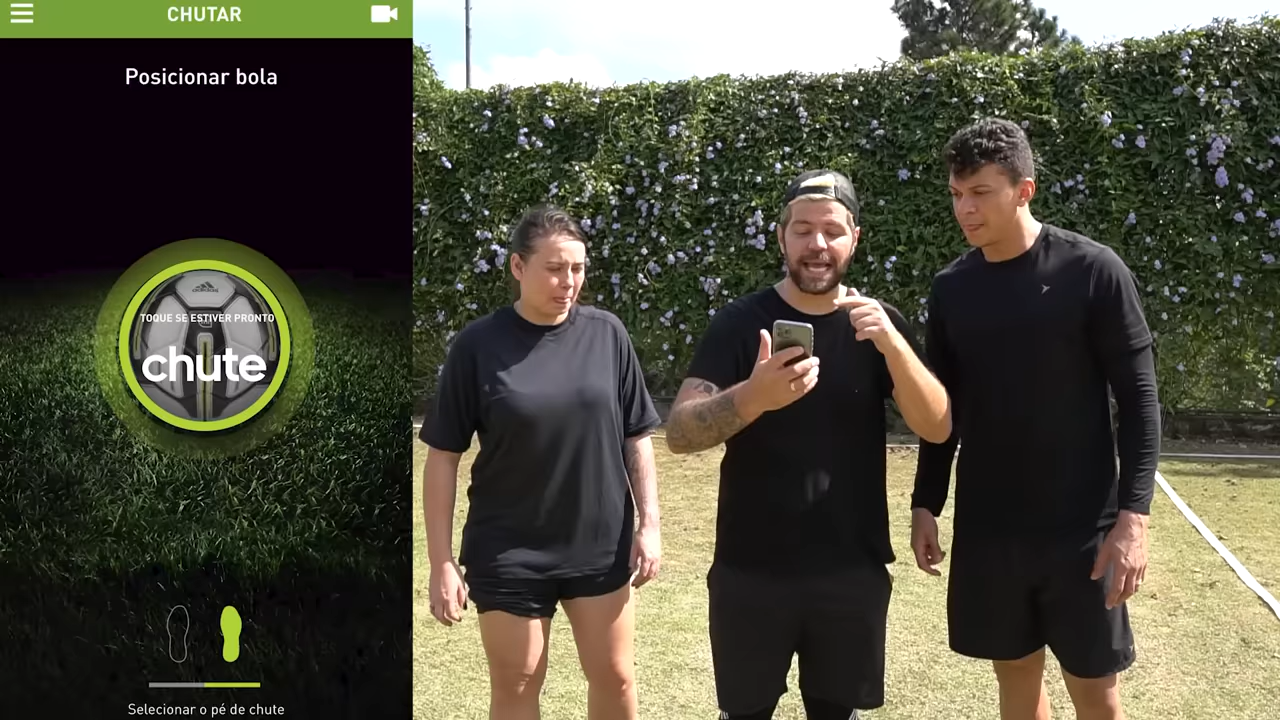 CHUTAR
Posicionar bola
adidas
TOQUE SE ESTIVER PRONTO
chute
Selecionar o pé de chute